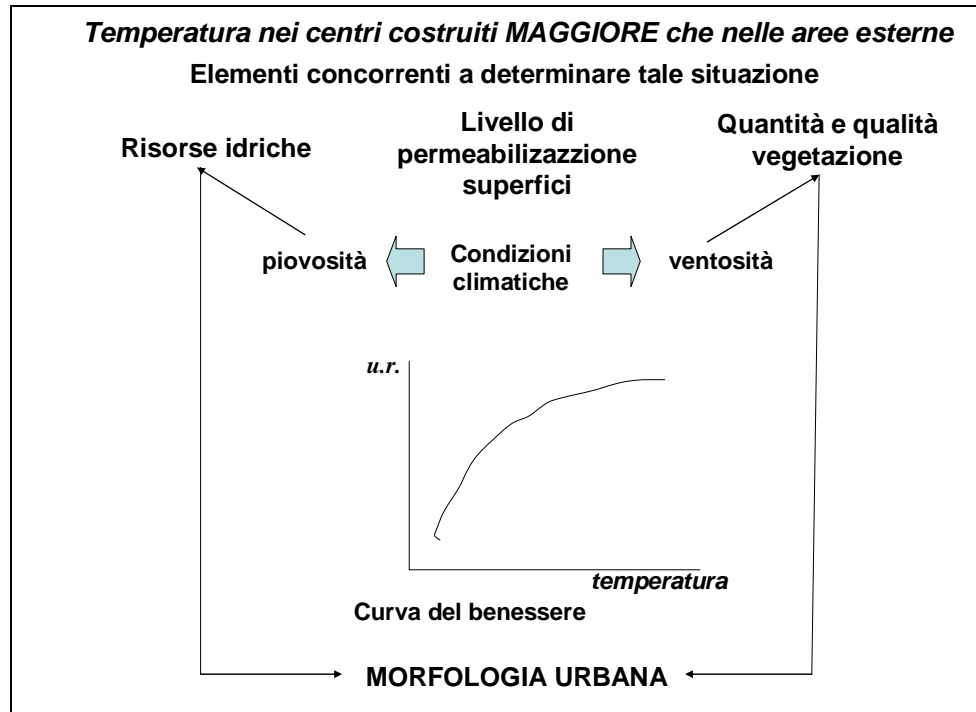 Temperatura nei centri costruiti MAGGIORE che nelle aree esterne
Elementi concorrenti a determinare tale situazione
Risorse idriche
Livello di
permeabilizazzione
superfici
Quantità e qualità
vegetazione
piovosità
Condizioni
climatiche
ventosità
u.r.
temperatura
Curva del benessere
MORFOLOGIA URBANA